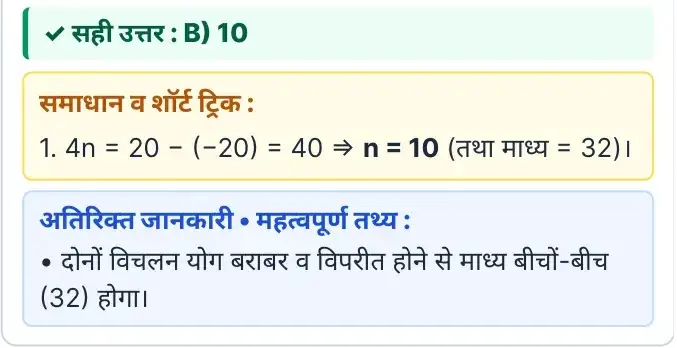 ✓ सही उत्तर : B) 10
समाधान व शॉर्ट ट्रिक :
1. 4n = 20 − (−20) = 40 ⇒ n = 10 (तथा माध्य = 32)।
अतिरिक्त जानकारी • महत्वपूर्ण तथ्य :
• दोनों विचलन योग बराबर व विपरीत होने से माध्य बीचों-बीच
(32) होगा।